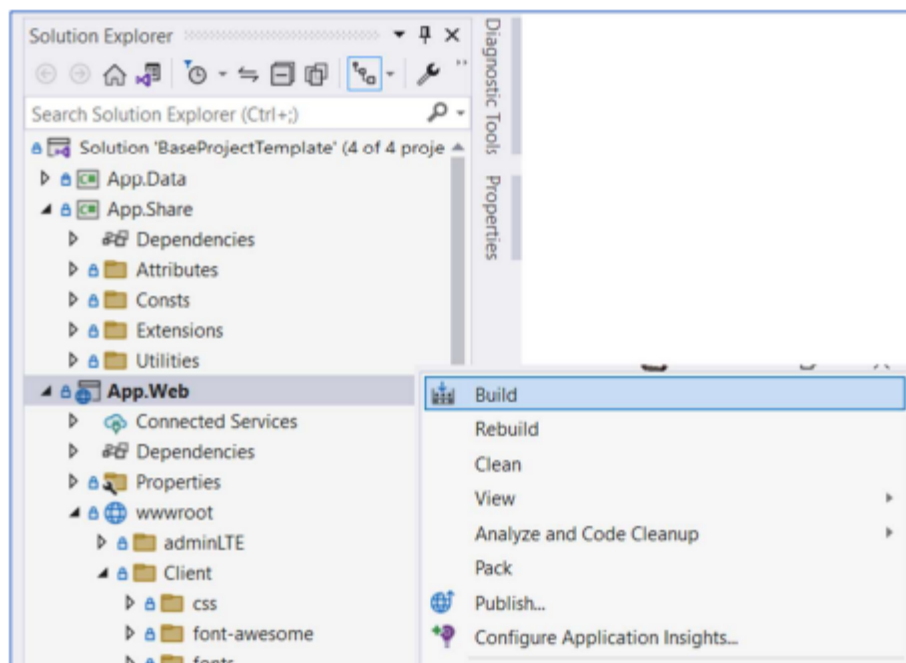 Solution Explorer
Search Solution Explorer (Ctrl+;)
Solution 'BaseProjectTemplate' (4 of 4 proje
App.Data
App.Share
Dependencies
Attributes
Consts
Extensions
Utilities
App.Web
Connected Services
Dependencies
Properties
wwwroot
adminLTE
Client
css
font-awesome
fonts
Diagnostic Tools
Properties
Build
Rebuild
Clean
View
Analyze and Code Cleanup
Pack
Publish...
Configure Application Insights...